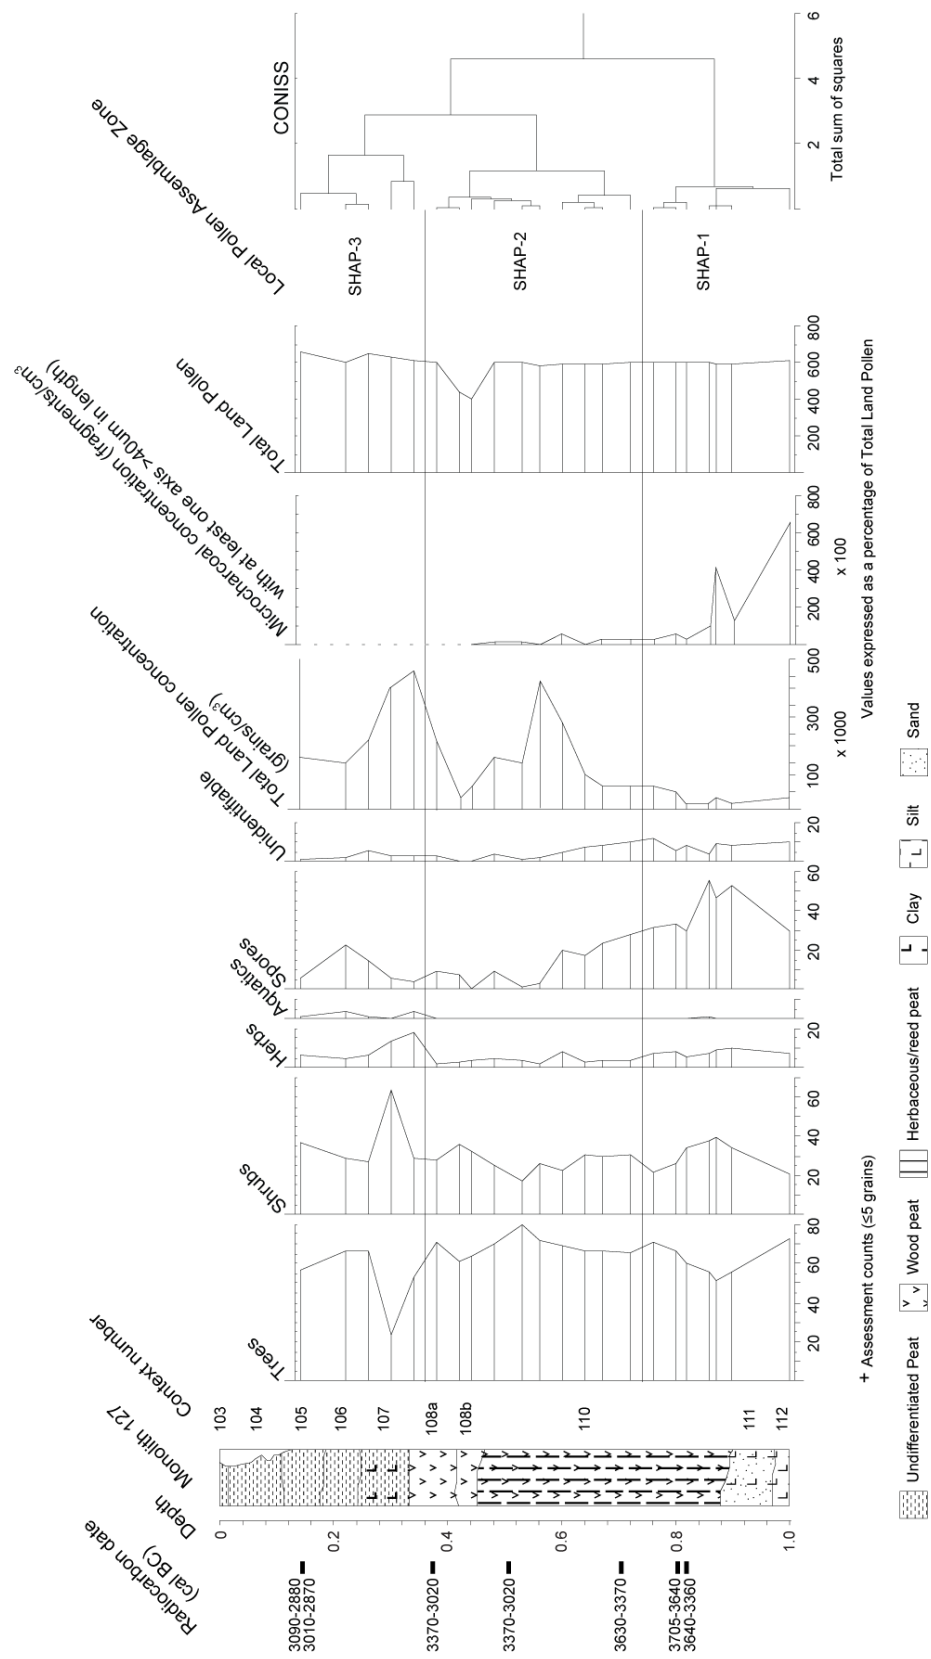 Radiocarbon date
(cal BC)
Depth
Monolith 127
Context number
Trees
Shrubs
Herbs
Aquatics
Spores
Unidentifiable
Total Land Pollen concentration
(grains/cm³)
Microcharcoal concentration (fragments/cm³
with at least one axis >40um in length)
Total Land Pollen
Local Pollen Assemblage Zone
CONISS
3090-2880
3010-2870
3370-3020
3370-3020
3630-3370
3705-3640
3640-3360
0
0.2
0.4
0.6
0.8
1.0
103
104
105
106
107
108a
108b
110
111
112
SHAP-3
SHAP-2
SHAP-1
20 40 60 80
20 40 60
20
20 40 60
20
100 300 500
x 1000
200 400 600 800
x 100
200 400 600 800
2 4 6
Total sum of squares
+ Assessment counts (≤5 grains)
Values expressed as a percentage of Total Land Pollen
Undifferentiated Peat
Wood peat
Herbaceous/reed peat
Clay
Silt
Sand